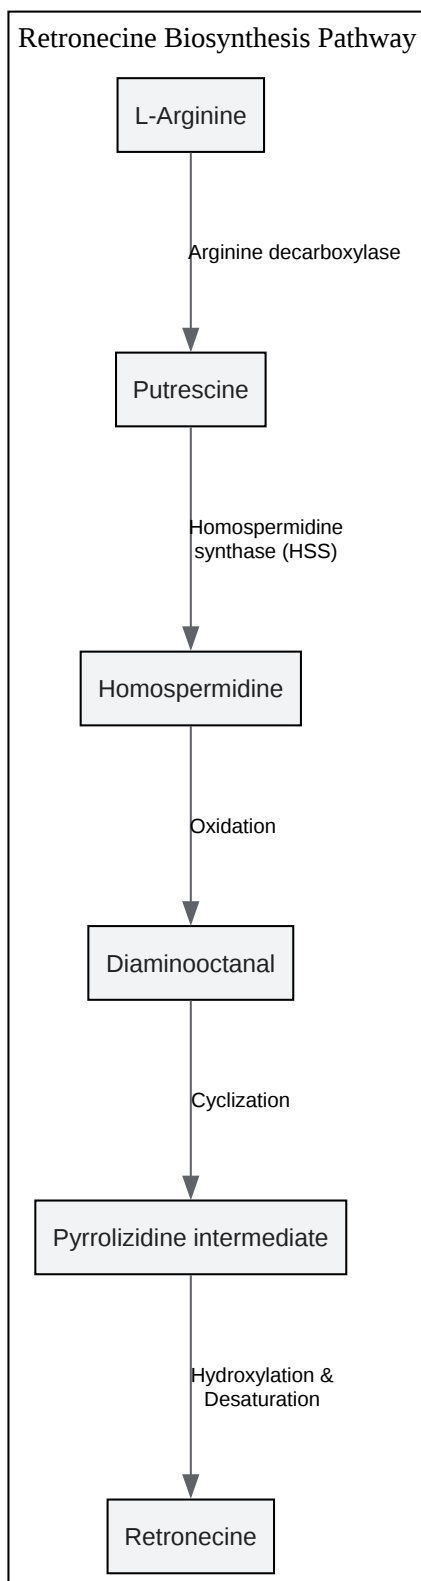 Retronecine Biosynthesis Pathway
L-Arginine
Arginine decarboxylase
Putrescine
Homospermidine
synthase (HSS)
Homospermidine
Oxidation
Diaminooctanal
Cyclization
Pyrrolizidine intermediate
Hydroxylation &
Desaturation
Retronecine